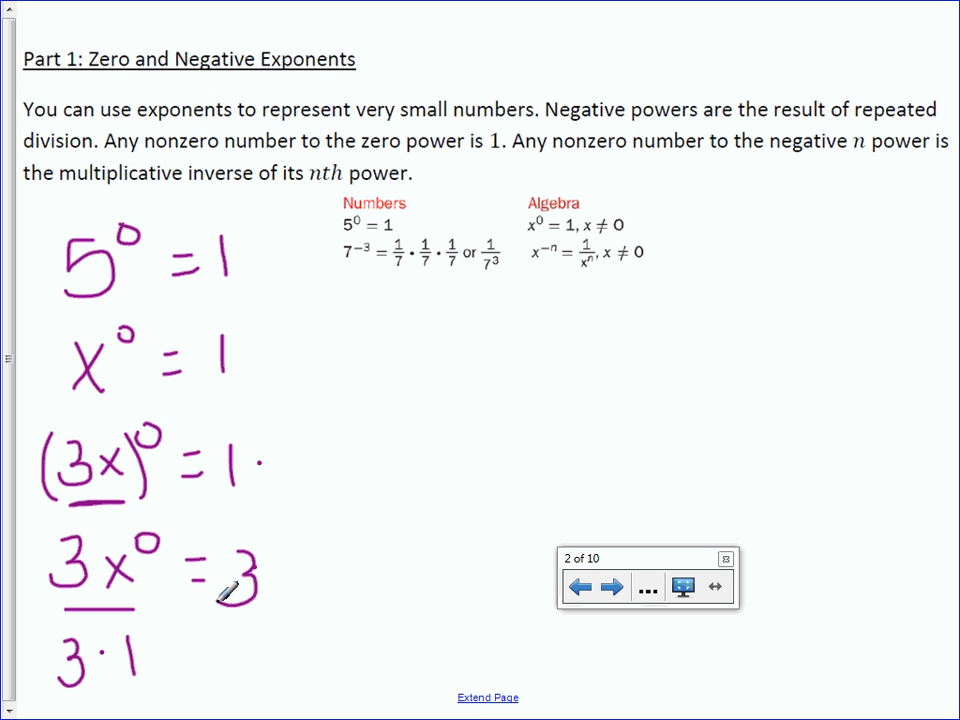 Part 1: Zero and Negative Exponents
You can use exponents to represent very small numbers. Negative powers are the result of repeated
division. Any nonzero number to the zero power is 1. Any nonzero number to the negative n power is
the multiplicative inverse of its nth power.
Numbers
5⁰ = 1
7⁻³ = 1/7 • 1/7 • 1/7 or 1/7³
Algebra
x⁰ = 1, x ≠ 0
x⁻ⁿ = 1/xⁿ, x ≠ 0
5⁰ = 1
x⁰ = 1
(3x)⁰ = 1 ·
3x⁰ = 3
3 · 1
2 of 10
...
Extend Page